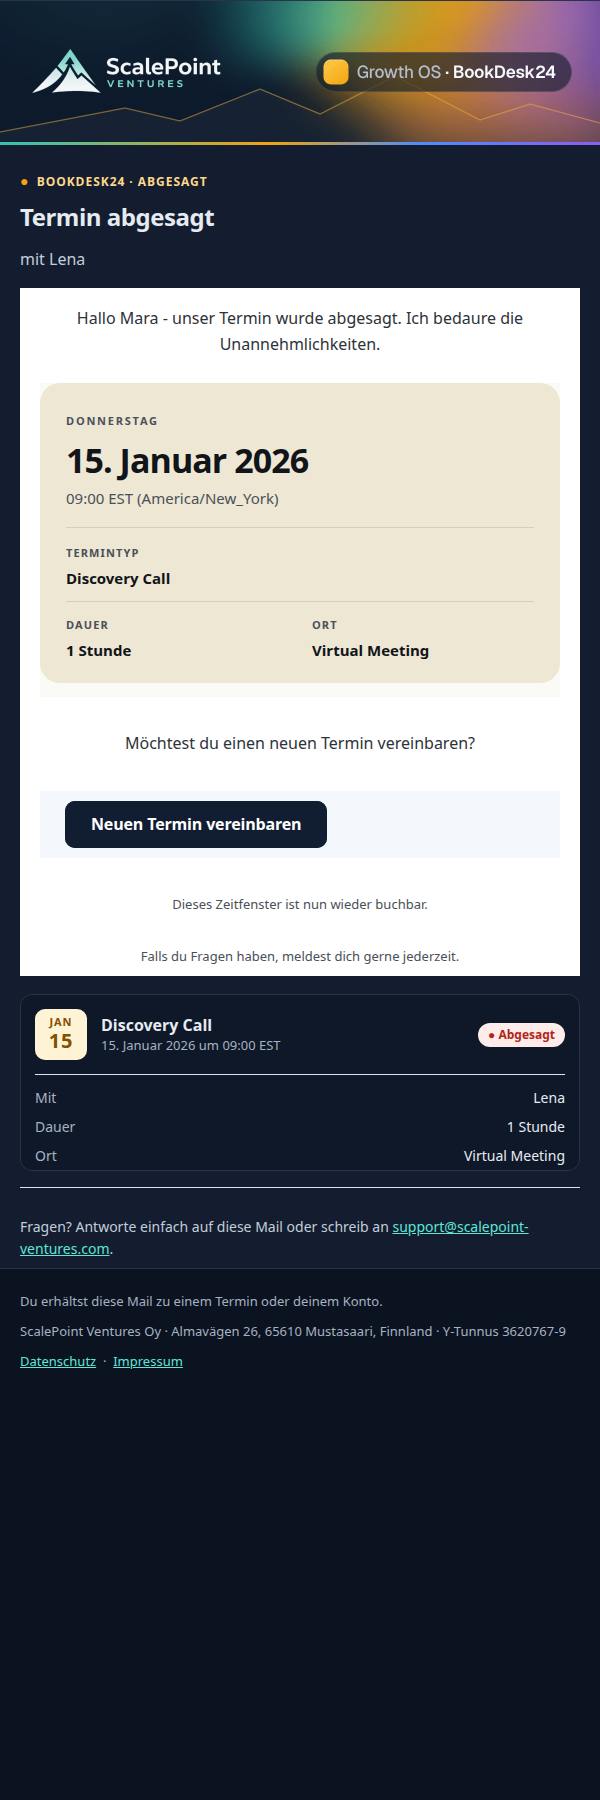 ScalePoint
VENTURES
Growth OS · BookDesk24
• BOOKDESK24 · ABGESAGT
Termin abgesagt
mit Lena
Hallo Mara - unser Termin wurde abgesagt. Ich bedaure die
Unannehmlichkeiten.
DONNERSTAG
15. Januar 2026
09:00 EST (America/New_York)
TERMINTYP
Discovery Call
DAUER ORT
1 Stunde Virtual Meeting
Möchtest du einen neuen Termin vereinbaren?
Neuen Termin vereinbaren
Dieses Zeitfenster ist nun wieder buchbar.
Falls du Fragen haben, meldest dich gerne jederzeit.
JAN
15
Discovery Call
15. Januar 2026 um 09:00 EST
• Abgesagt
Mit Lena
Dauer 1 Stunde
Ort Virtual Meeting
Fragen? Antworte einfach auf diese Mail oder schreib an support@scalepoint-
ventures.com.
Du erhältst diese Mail zu einem Termin oder deinem Konto.
ScalePoint Ventures Oy · Almavägen 26, 65610 Mustasaari, Finnland · Y-Tunnus 3620767-9
Datenschutz · Impressum